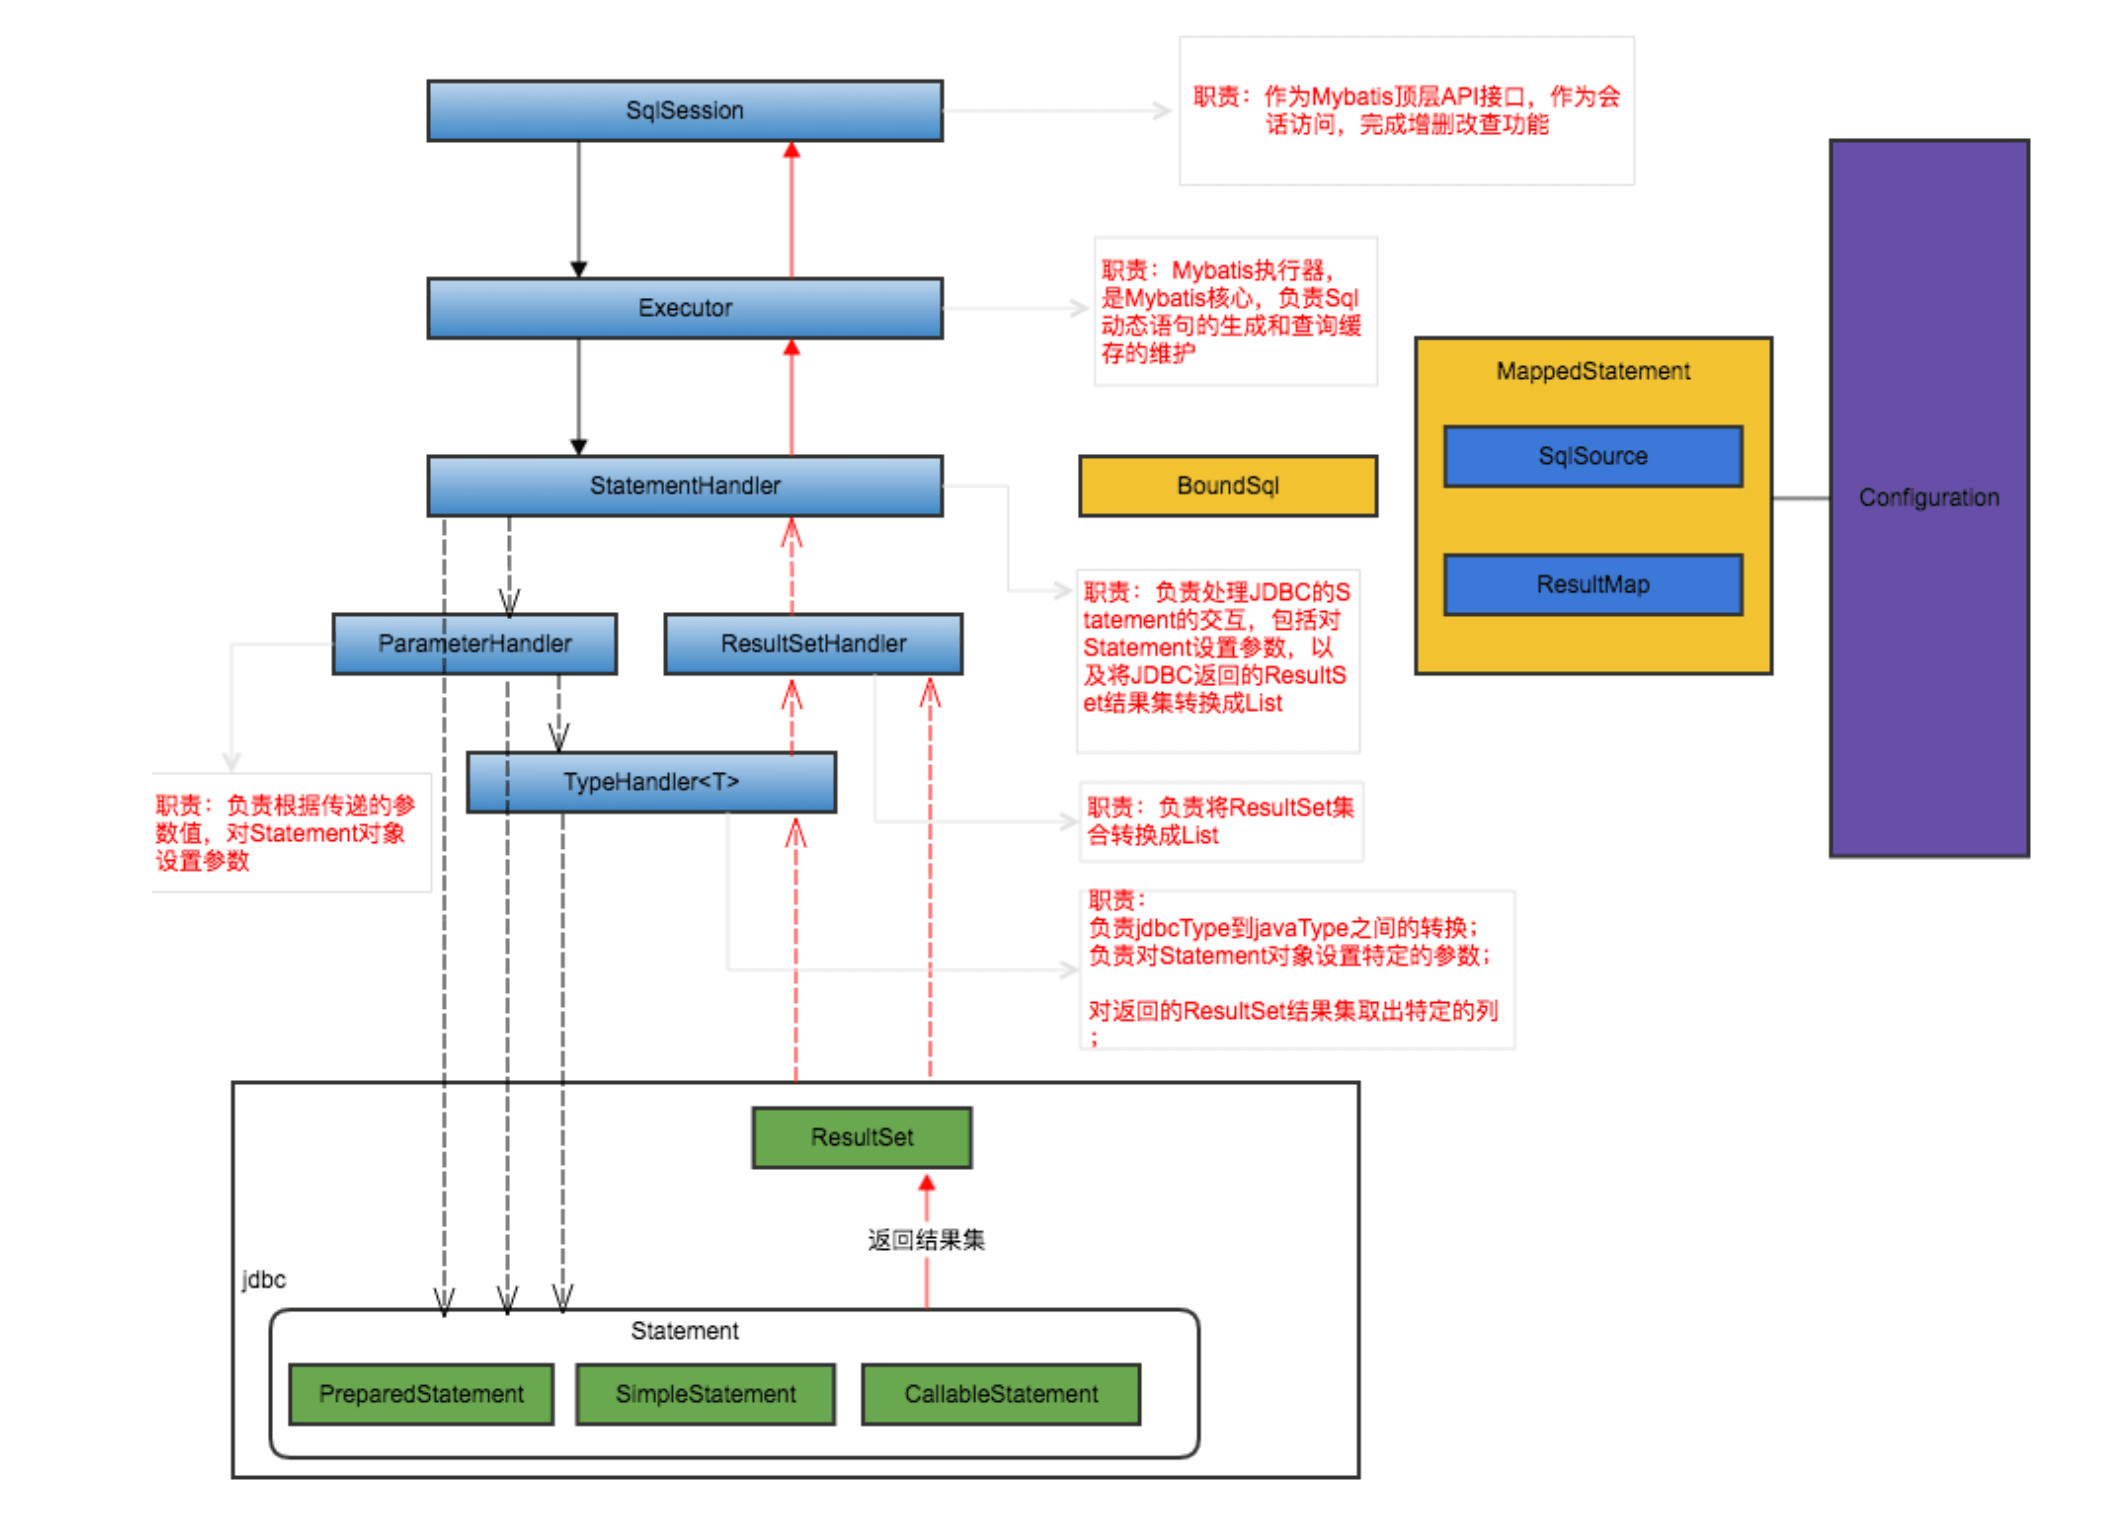 SqlSession
职责：作为Mybatis顶层API接口，作为会
话访问，完成增删改查功能
Executor
职责：Mybatis执行器，
是Mybatis核心，负责Sql
动态语句的生成和查询缓
存的维护
MappedStatement
SqlSource
ResultMap
Configuration
StatementHandler
BoundSql
职责：负责处理JDBC的S
tatement的交互，包括对
Statement设置参数，以
及将JDBC返回的ResultS
et结果集转换成List
ParameterHandler
ResultSetHandler
TypeHandler<T>
职责：负责根据传递的参
数值，对Statement对象
设置参数
职责：负责将ResultSet集
合转换成List
职责：
负责jdbcType到javaType之间的转换；
负责对Statement对象设置特定的参数；
对返回的ResultSet结果集取出特定的列
；
ResultSet
返回结果集
jdbc
Statement
PreparedStatement
SimpleStatement
CallableStatement